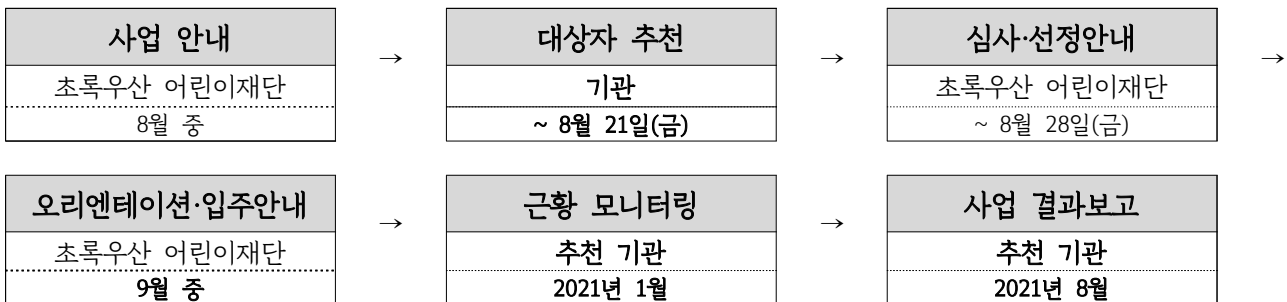 사업 안내
초록우산 어린이재단
8월 중
→
대상자 추천
기관
~ 8월 21일(금)
→
심사·선정안내
초록우산 어린이재단
~ 8월 28일(금)
→
오리엔테이션·입주안내
초록우산 어린이재단
9월 중
→
근황 모니터링
추천 기관
2021년 1월
→
사업 결과보고
추천 기관
2021년 8월